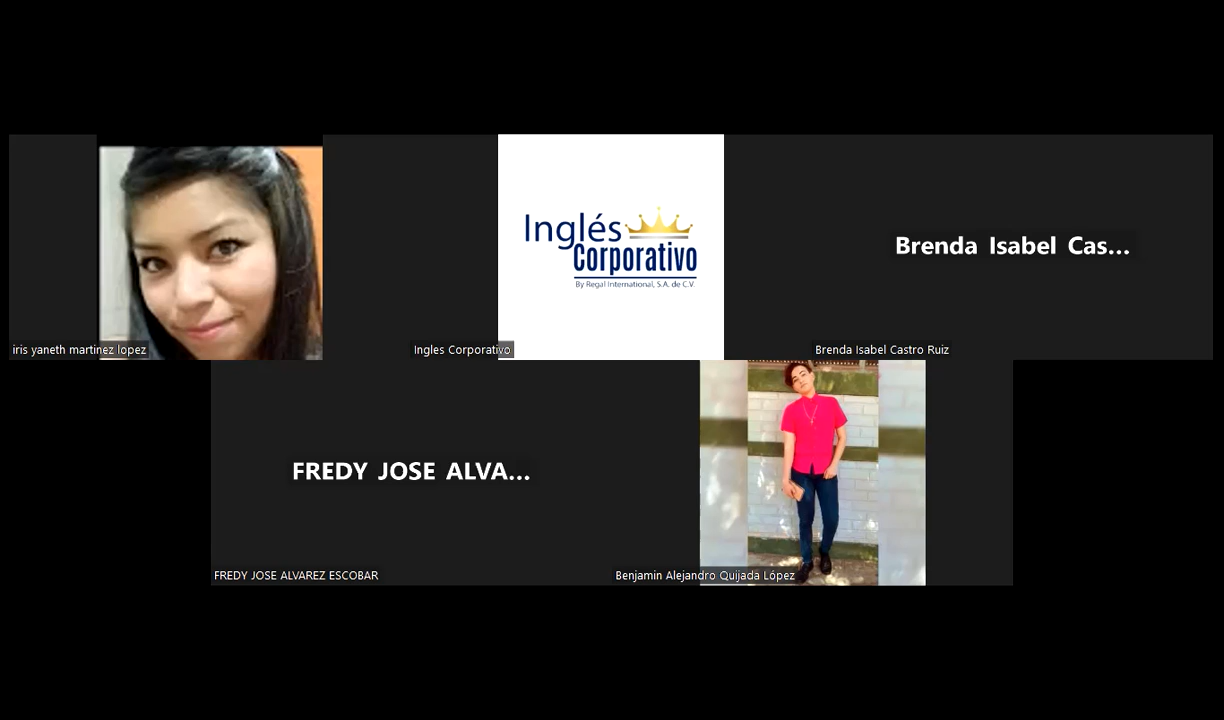 Inglés
Corporativo
By Regal International, S.A. de C.V.
Brenda Isabel Cas...
iris yaneth martinez lopez
Ingles Corporativo
Brenda Isabel Castro Ruiz
FREDY JOSE ALVA...
FREDY JOSE ALVAREZ ESCOBAR
Benjamin Alejandro Quijada López